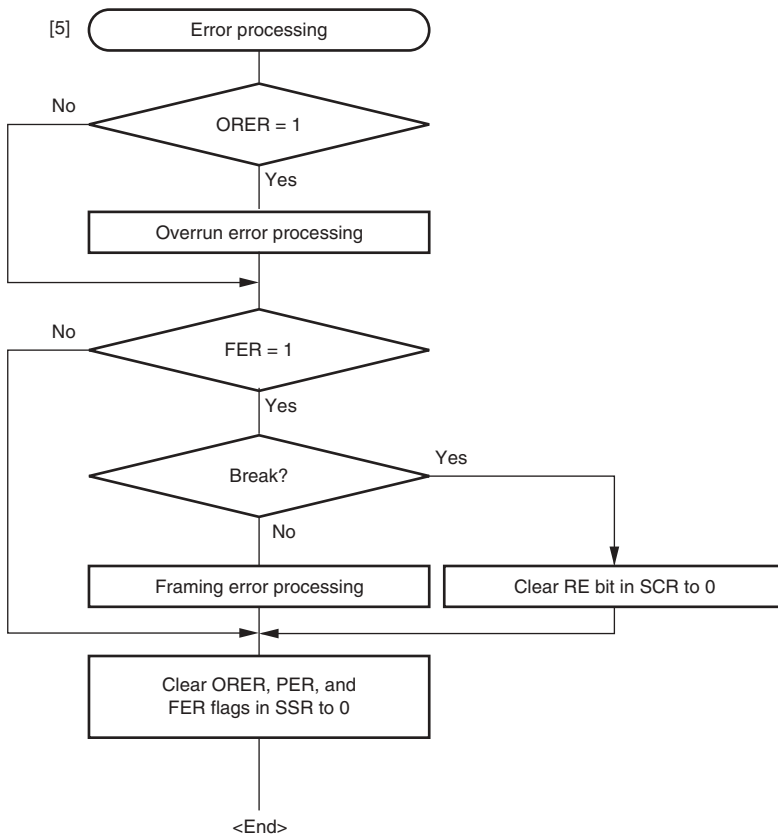 [5] Error processing
No
ORER = 1
Yes
Overrun error processing
No
FER = 1
Yes
Break?
Yes
No
Framing error processing
Clear RE bit in SCR to 0
Clear ORER, PER, and
FER flags in SSR to 0
<End>